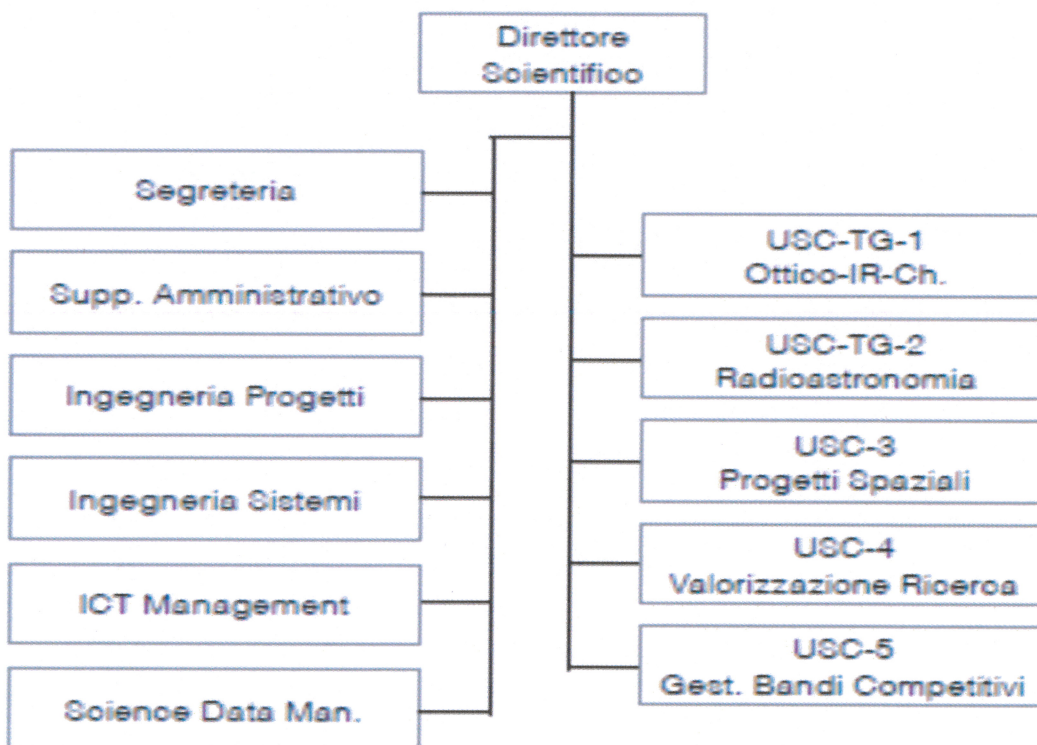 Direttore
Scientifico
Segreteria
Supp. Amministrativo
Ingegneria Progetti
Ingegneria Sistemi
ICT Management
Science Data Man.
USC-TG-1
Ottico-IR-Ch.
USC-TG-2
Radioastronomia
USC-3
Progetti Spaziali
USC-4
Valorizzazione Ricerca
USC-5
Gest. Bandi Competitivi